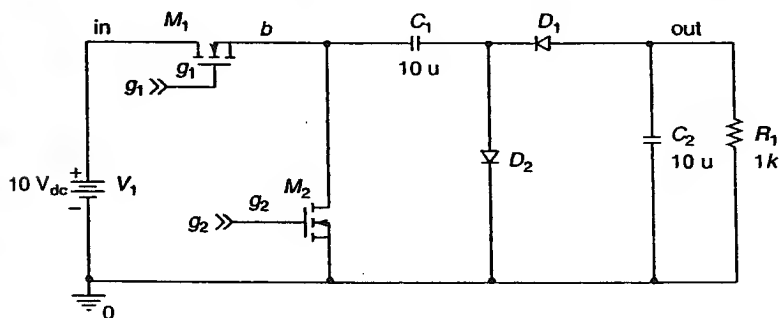 in
M₁
b
C₁
D₁
out
g₁
g₁
10 u
C₂
R₁
10 u
1k
D₂
+
10 V_dc
V₁
−
M₂
g₂
g₂
0